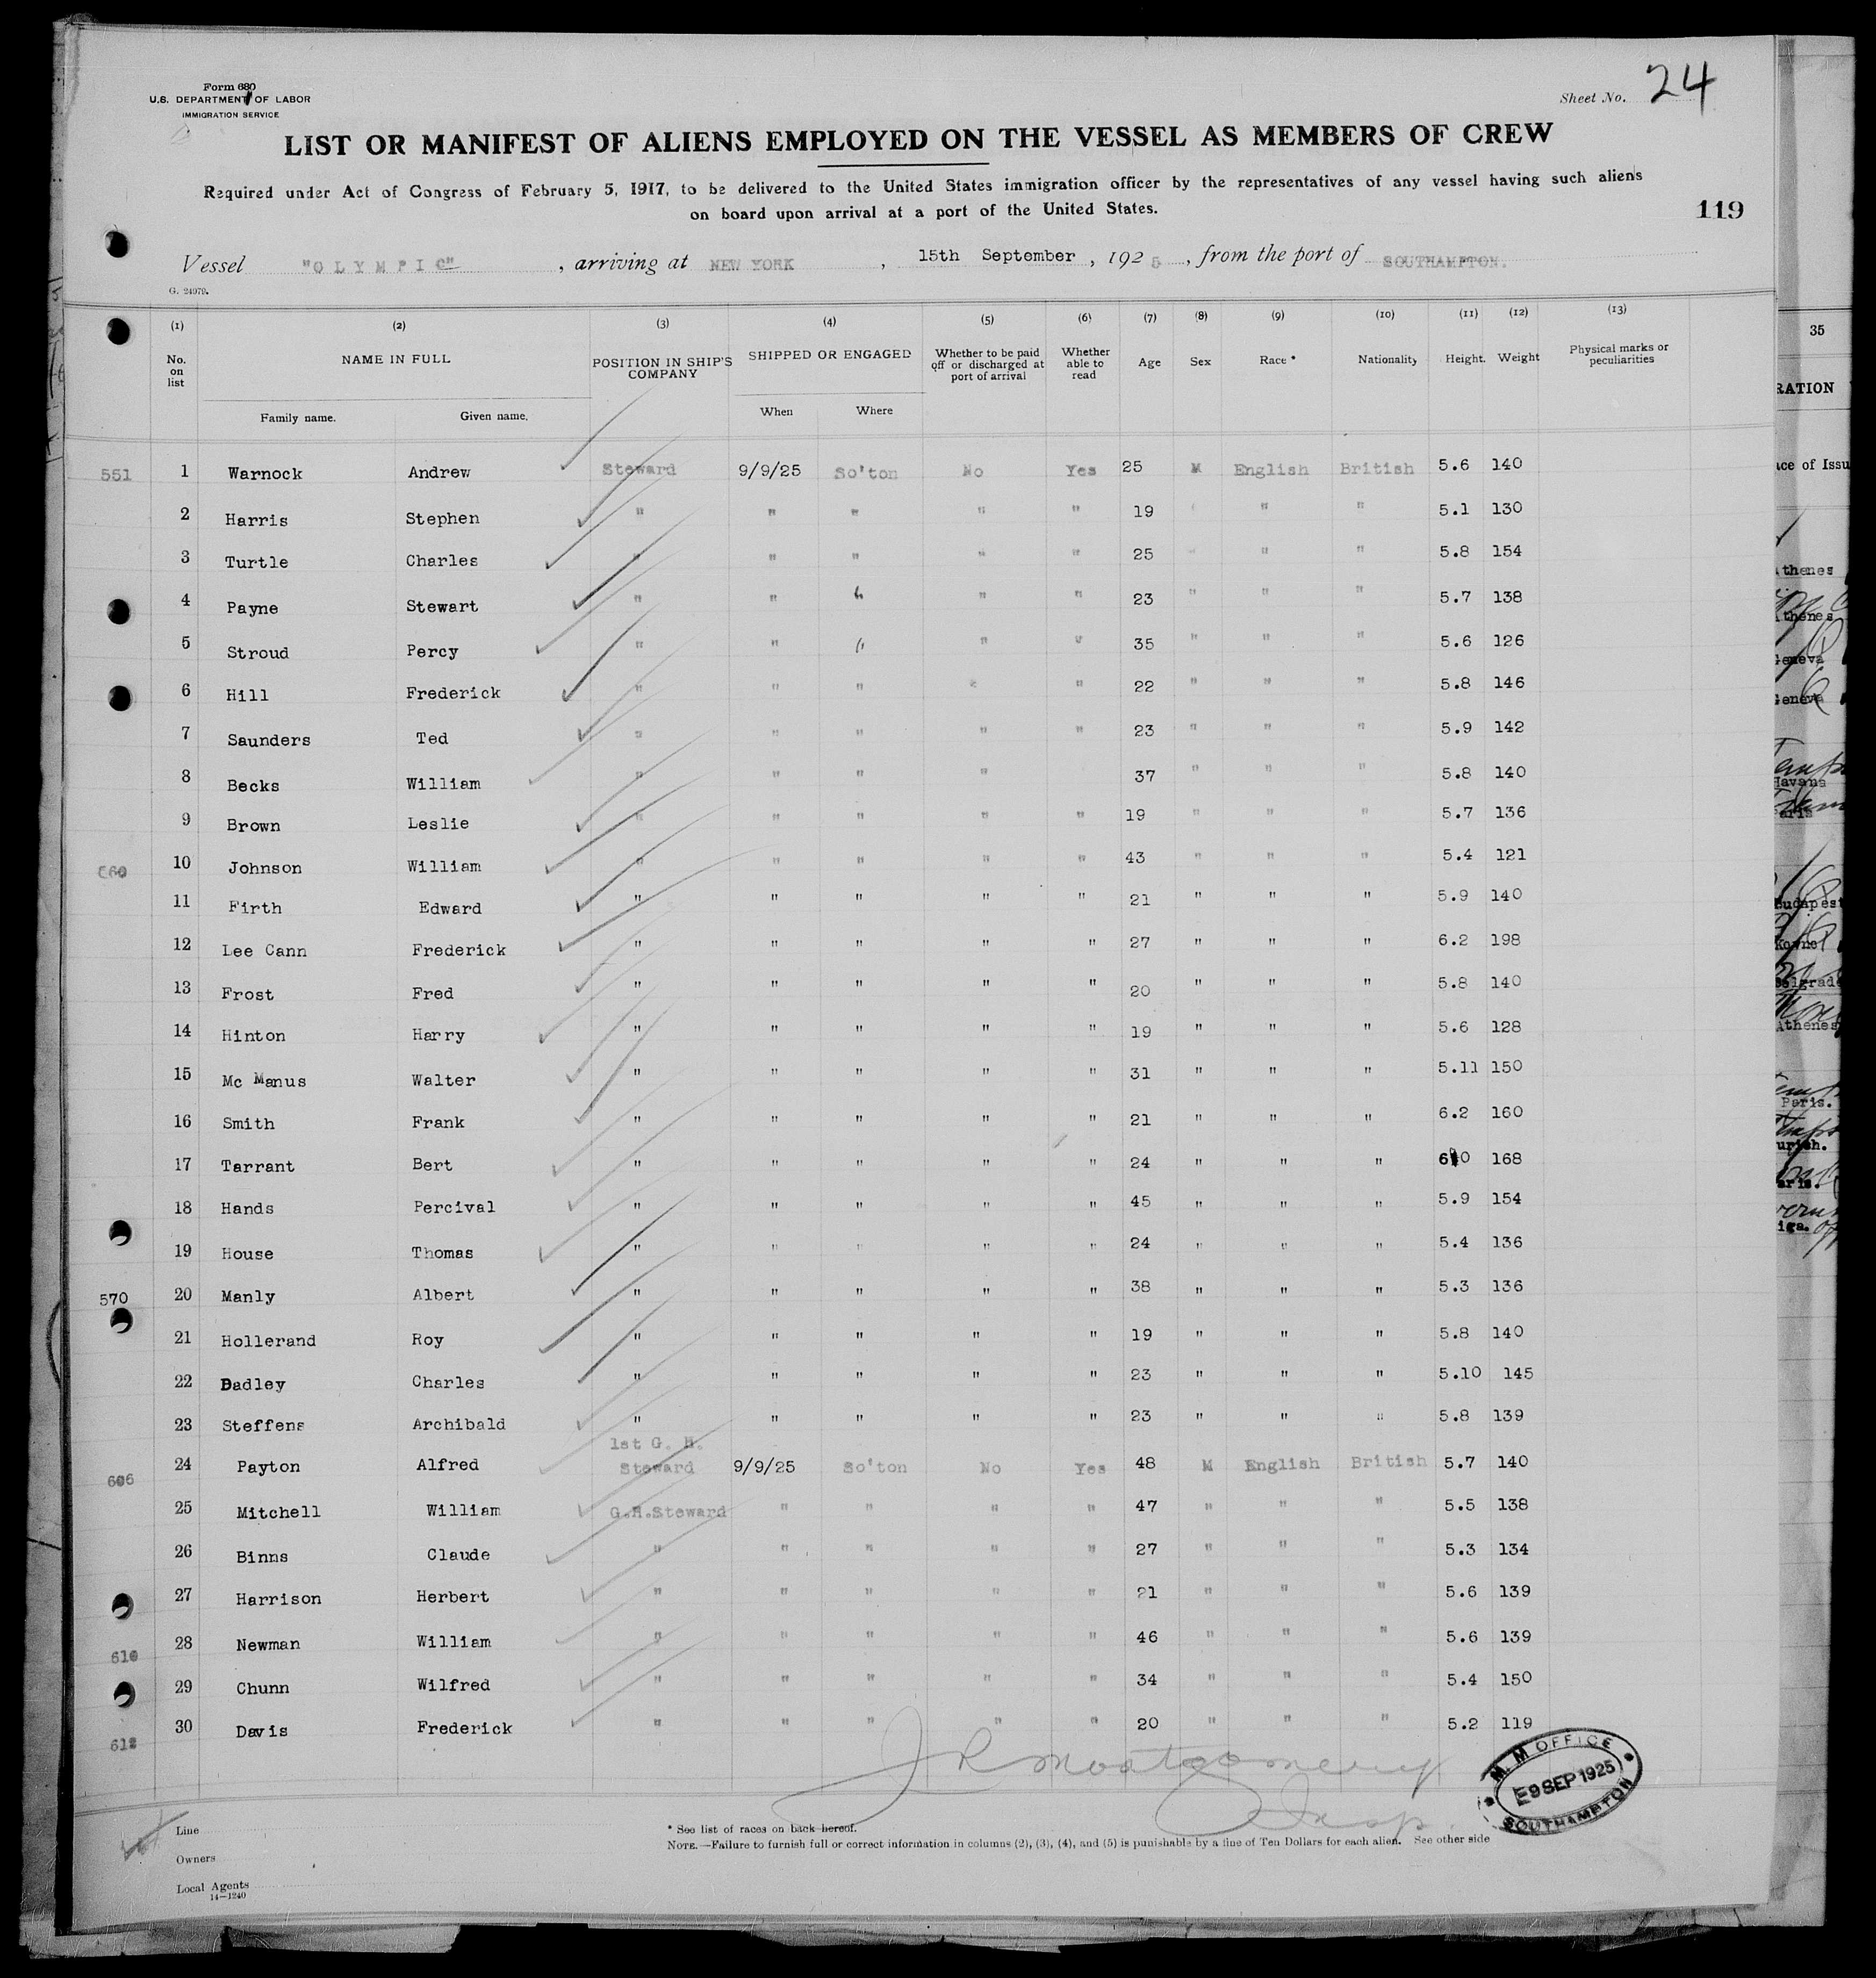 Form 680
U.S. DEPARTMENT OF LABOR
IMMIGRATION SERVICE
Sheet No. 24
LIST OR MANIFEST OF ALIENS EMPLOYED ON THE VESSEL AS MEMBERS OF CREW
Required under Act of Congress of February 5, 1917, to be delivered to the United States immigration officer by the representatives of any vessel having such aliens
on board upon arrival at a port of the United States.
119
Vessel "OLYMPIC", arriving at NEW YORK, 15th September, 1925, from the port of SOUTHAMPTON.
G. 24979.
(1) (2) (3) (4) (5) (6) (7) (8) (9) (10) (11) (12) (13)
No. on list NAME IN FULL POSITION IN SHIP'S COMPANY SHIPPED OR ENGAGED Whether to be paid off or discharged at port of arrival Whether able to read Age Sex Race * Nationality Height. Weight Physical marks or peculiarities
Family name. Given name. When Where
551 1 Warnock Andrew Steward 9/9/25 So'ton No Yes 25 M English British 5.6 140
2 Harris Stephen " " " " " 19 " " 5.1 130
3 Turtle Charles " " " " " 25 " " 5.8 154
4 Payne Stewart " " " " " 23 " " " 5.7 138
5 Stroud Percy " " " " " 35 " " " 5.6 126
6 Hill Frederick " " " " " 22 " " " 5.8 146
7 Saunders Ted " " " " " 23 " " " 5.9 142
8 Becks William " " " " 37 " " " 5.8 140
9 Brown Leslie " " " " " 19 " " " 5.7 136
560 10 Johnson William " " " " " 43 " " " 5.4 121
11 Firth Edward " " " " " 21 " " " 5.9 140
12 Lee Cann Frederick " " " " " 27 " " " 6.2 198
13 Frost Fred " " " " " 20 " " " 5.8 140
14 Hinton Harry " " " " " 19 " " " 5.6 128
15 Mc Manus Walter " " " " " 31 " " " 5.11 150
16 Smith Frank " " " " " 21 " " " 6.2 160
17 Tarrant Bert " " " " " 24 " " " 168
18 Hands Percival " " " " " 45 " " " 5.9 154
19 House Thomas " " " " " 24 " " " 5.4 136
570 20 Manly Albert " " " " " 38 " " " 5.3 136
21 Hollerand Roy " " " " " 19 " " " 5.8 140
22 Dadley Charles " " " " " 23 " " " 5.10 145
23 Steffens Archibald " " " " " 23 " " " 5.8 139
606 24 Payton Alfred 1st G. H. Steward 9/9/25 So'ton No Yes 48 M English British 5.7 140
25 Mitchell William G.H.Steward " " " " 47 " " " 5.5 138
26 Binns Claude " " " " " 27 " " " 5.3 134
27 Harrison Herbert " " " " " 21 " " " 5.6 139
610 28 Newman William " " " " " 46 " " " 5.6 139
29 Chunn Wilfred " " " " " 34 " " " 5.4 150
612 30 Davis Frederick " " " " " 20 " " " 5.2 119
J R Montgomery
Insp.
M. M OFFICE
E9 SEP 1925
SOUTHAMPTON
Line
Owners
Local Agents
14—1240
* See list of races on back hereof.
NOTE.—Failure to furnish full or correct information in columns (2), (3), (4), and (5) is punishable by a fine of Ten Dollars for each alien. See other side
35
RATION
ace of Issu
Athenes
Athenes
Geneva
Geneva
Havana
Paris
Budapest
Kowno
Belgrade
Athenes
Paris.